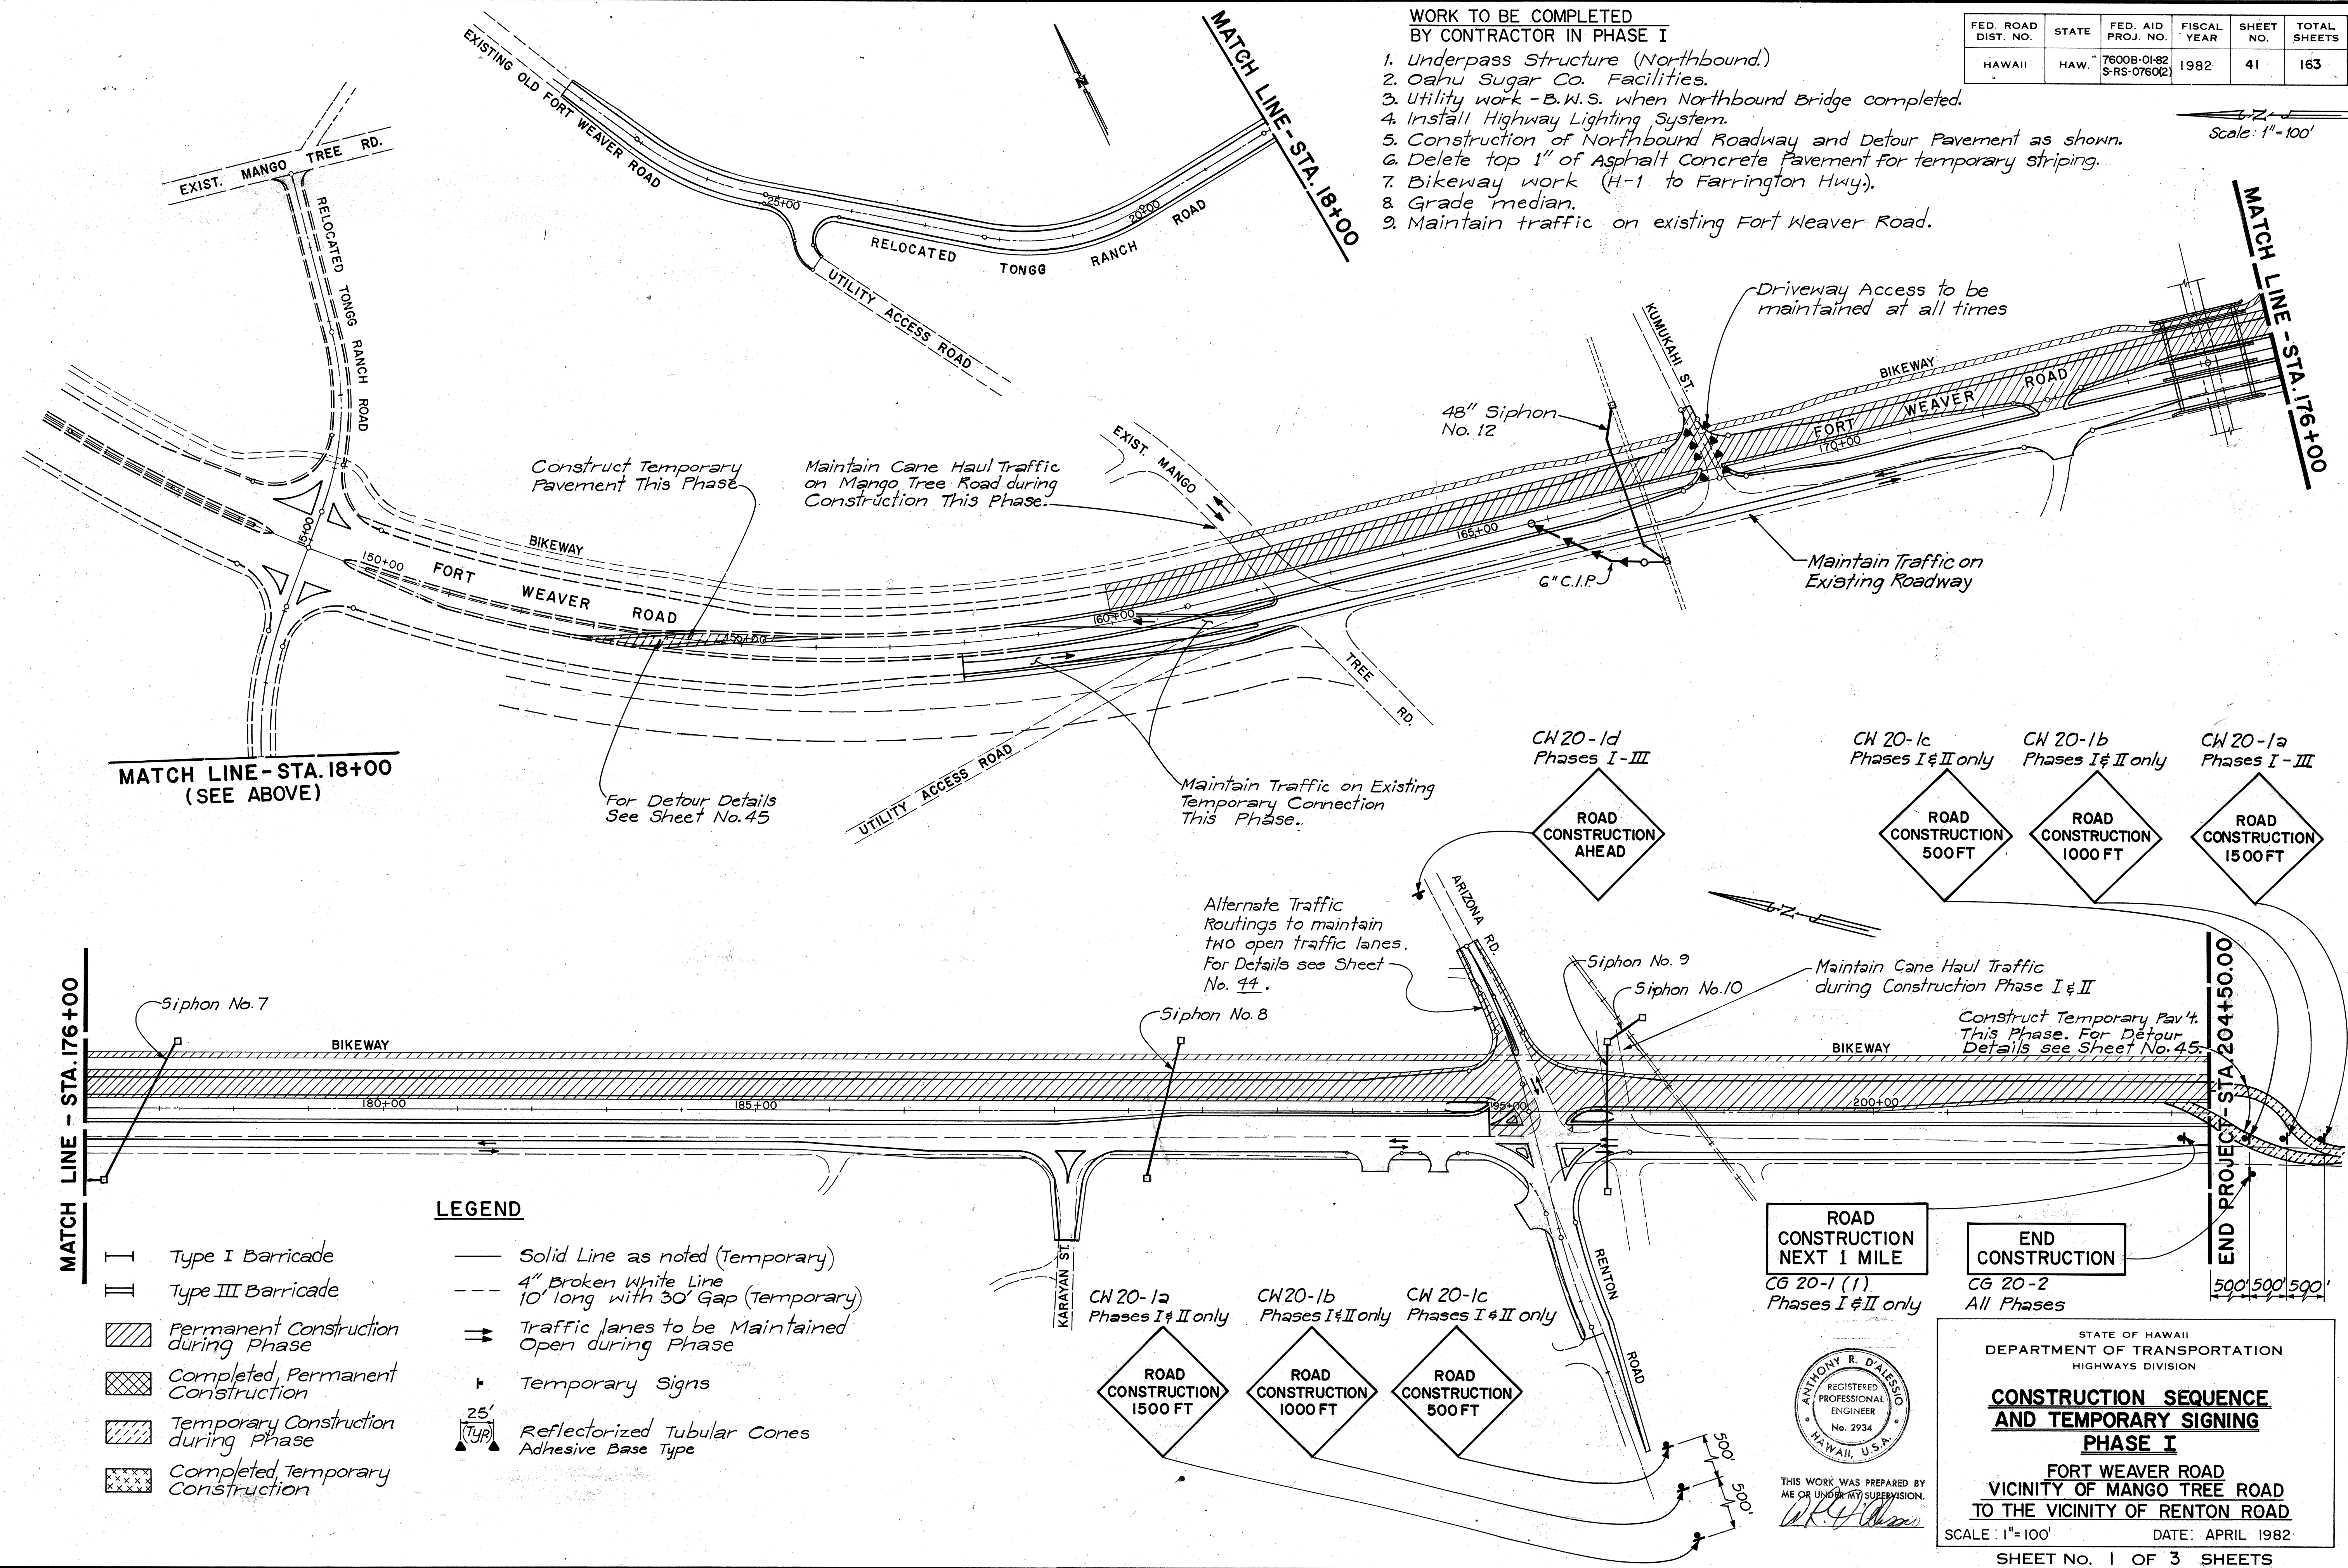 WORK TO BE COMPLETED
BY CONTRACTOR IN PHASE I
1. Underpass Structure (Northbound.)
2. Oahu Sugar Co. Facilities.
3. Utility work - B.W.S. when Northbound Bridge completed.
4. Install Highway Lighting System.
5. Construction of Northbound Roadway and Detour Pavement as shown.
6. Delete top 1" of Asphalt Concrete Pavement for temporary striping.
7. Bikeway work (H-1 to Farrington Hwy.).
8. Grade median.
9. Maintain traffic on existing Fort Weaver Road.
FED. ROAD DIST. NO.
STATE
FED. AID PROJ. NO.
FISCAL YEAR
SHEET NO.
TOTAL SHEETS
HAWAII
HAW.
7600B-01-82
S-RS-0760(2)
1982
41
163
Scale: 1"=100'
MATCH LINE-STA. 18+00
EXISTING OLD FORT WEAVER ROAD
25+00
20+00
RELOCATED TONGG RANCH ROAD
UTILITY ACCESS ROAD
EXIST. MANGO TREE RD.
RELOCATED TONGG RANCH ROAD
MATCH LINE - STA. 176+00
Driveway Access to be
maintained at all times
KUMUKAHI ST.
BIKEWAY
FORT WEAVER ROAD
170+00
48" Siphon
No. 12
EXIST. MANGO
Construct Temporary
Pavement This Phase
Maintain Cane Haul Traffic
on Mango Tree Road during
Construction This Phase.
15+00
150+00
BIKEWAY
FORT WEAVER ROAD
155+00
160+00
165+00
6" C.I.P.
Maintain Traffic on
Existing Roadway
TREE RD.
UTILITY ACCESS ROAD
MATCH LINE-STA. 18+00
(SEE ABOVE)
For Detour Details
See Sheet No. 45
Maintain Traffic on Existing
Temporary Connection
This Phase.
CW 20-1d
Phases I-III
ROAD
CONSTRUCTION
AHEAD
CW 20-1c
Phases I & II only
ROAD
CONSTRUCTION
500 FT
CW 20-1b
Phases I & II only
ROAD
CONSTRUCTION
1000 FT
CW 20-1a
Phases I-III
ROAD
CONSTRUCTION
1500 FT
Alternate Traffic
Routings to maintain
two open traffic lanes.
For Details see Sheet
No. 44.
ARIZONA RD.
Siphon No. 9
Siphon No. 10
Maintain Cane Haul Traffic
during Construction Phase I & II
Construct Temporary Pav't.
This Phase. For Detour
Details see Sheet No. 45.
MATCH LINE - STA. 176+00
Siphon No. 7
Siphon No. 8
BIKEWAY
BIKEWAY
180+00
185+00
195+00
200+00
END PROJECT-STA. 204+50.00
500' 500' 500'
KARAYAN ST.
RENTON ROAD
ROAD
CONSTRUCTION
NEXT 1 MILE
CG 20-1 (1)
Phases I & II only
END
CONSTRUCTION
CG 20-2
All Phases
LEGEND
Type I Barricade
Type III Barricade
Permanent Construction
during Phase
Completed Permanent
Construction
Temporary Construction
during Phase
Completed Temporary
Construction
Solid Line as noted (Temporary)
4" Broken White Line
10' long with 30' Gap (Temporary)
Traffic lanes to be Maintained
Open during Phase
Temporary Signs
25'
(TYP)
Reflectorized Tubular Cones
Adhesive Base Type
CW 20-1a
Phases I & II only
ROAD
CONSTRUCTION
1500 FT
CW 20-1b
Phases I & II only
ROAD
CONSTRUCTION
1000 FT
CW 20-1c
Phases I & II only
ROAD
CONSTRUCTION
500 FT
500'
500'
ANTHONY R. D'ALESSIO
REGISTERED
PROFESSIONAL
ENGINEER
No. 2934
HAWAII, U.S.A.
THIS WORK WAS PREPARED BY
ME OR UNDER MY SUPERVISION.
STATE OF HAWAII
DEPARTMENT OF TRANSPORTATION
HIGHWAYS DIVISION
CONSTRUCTION SEQUENCE
AND TEMPORARY SIGNING
PHASE I
FORT WEAVER ROAD
VICINITY OF MANGO TREE ROAD
TO THE VICINITY OF RENTON ROAD
SCALE: 1"=100'
DATE: APRIL 1982
SHEET No. 1 OF 3 SHEETS